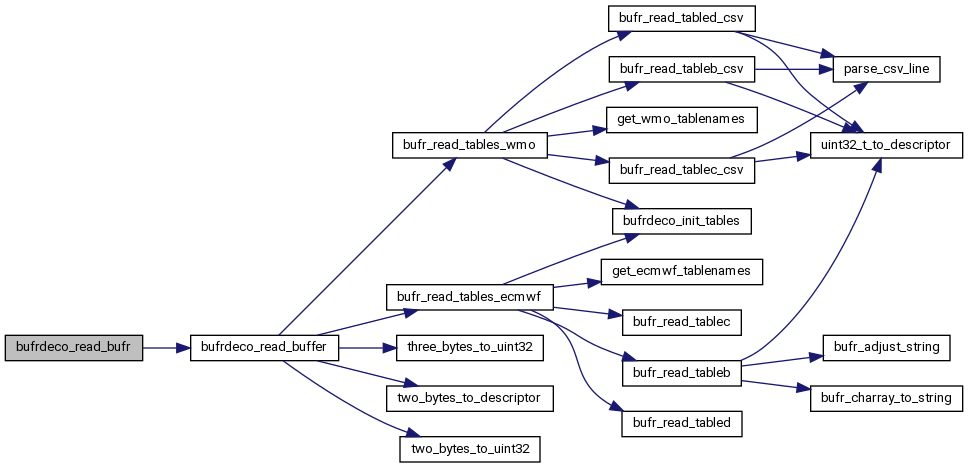 bufr_read_tabled_csv
bufr_read_tableb_csv
parse_csv_line
get_wmo_tablenames
bufr_read_tables_wmo
uint32_t_to_descriptor
bufr_read_tablec_csv
bufrdeco_init_tables
get_ecmwf_tablenames
bufr_read_tables_ecmwf
bufr_read_tablec
bufrdeco_read_bufr
bufrdeco_read_buffer
three_bytes_to_uint32
bufr_adjust_string
bufr_read_tableb
two_bytes_to_descriptor
bufr_charray_to_string
bufr_read_tabled
two_bytes_to_uint32